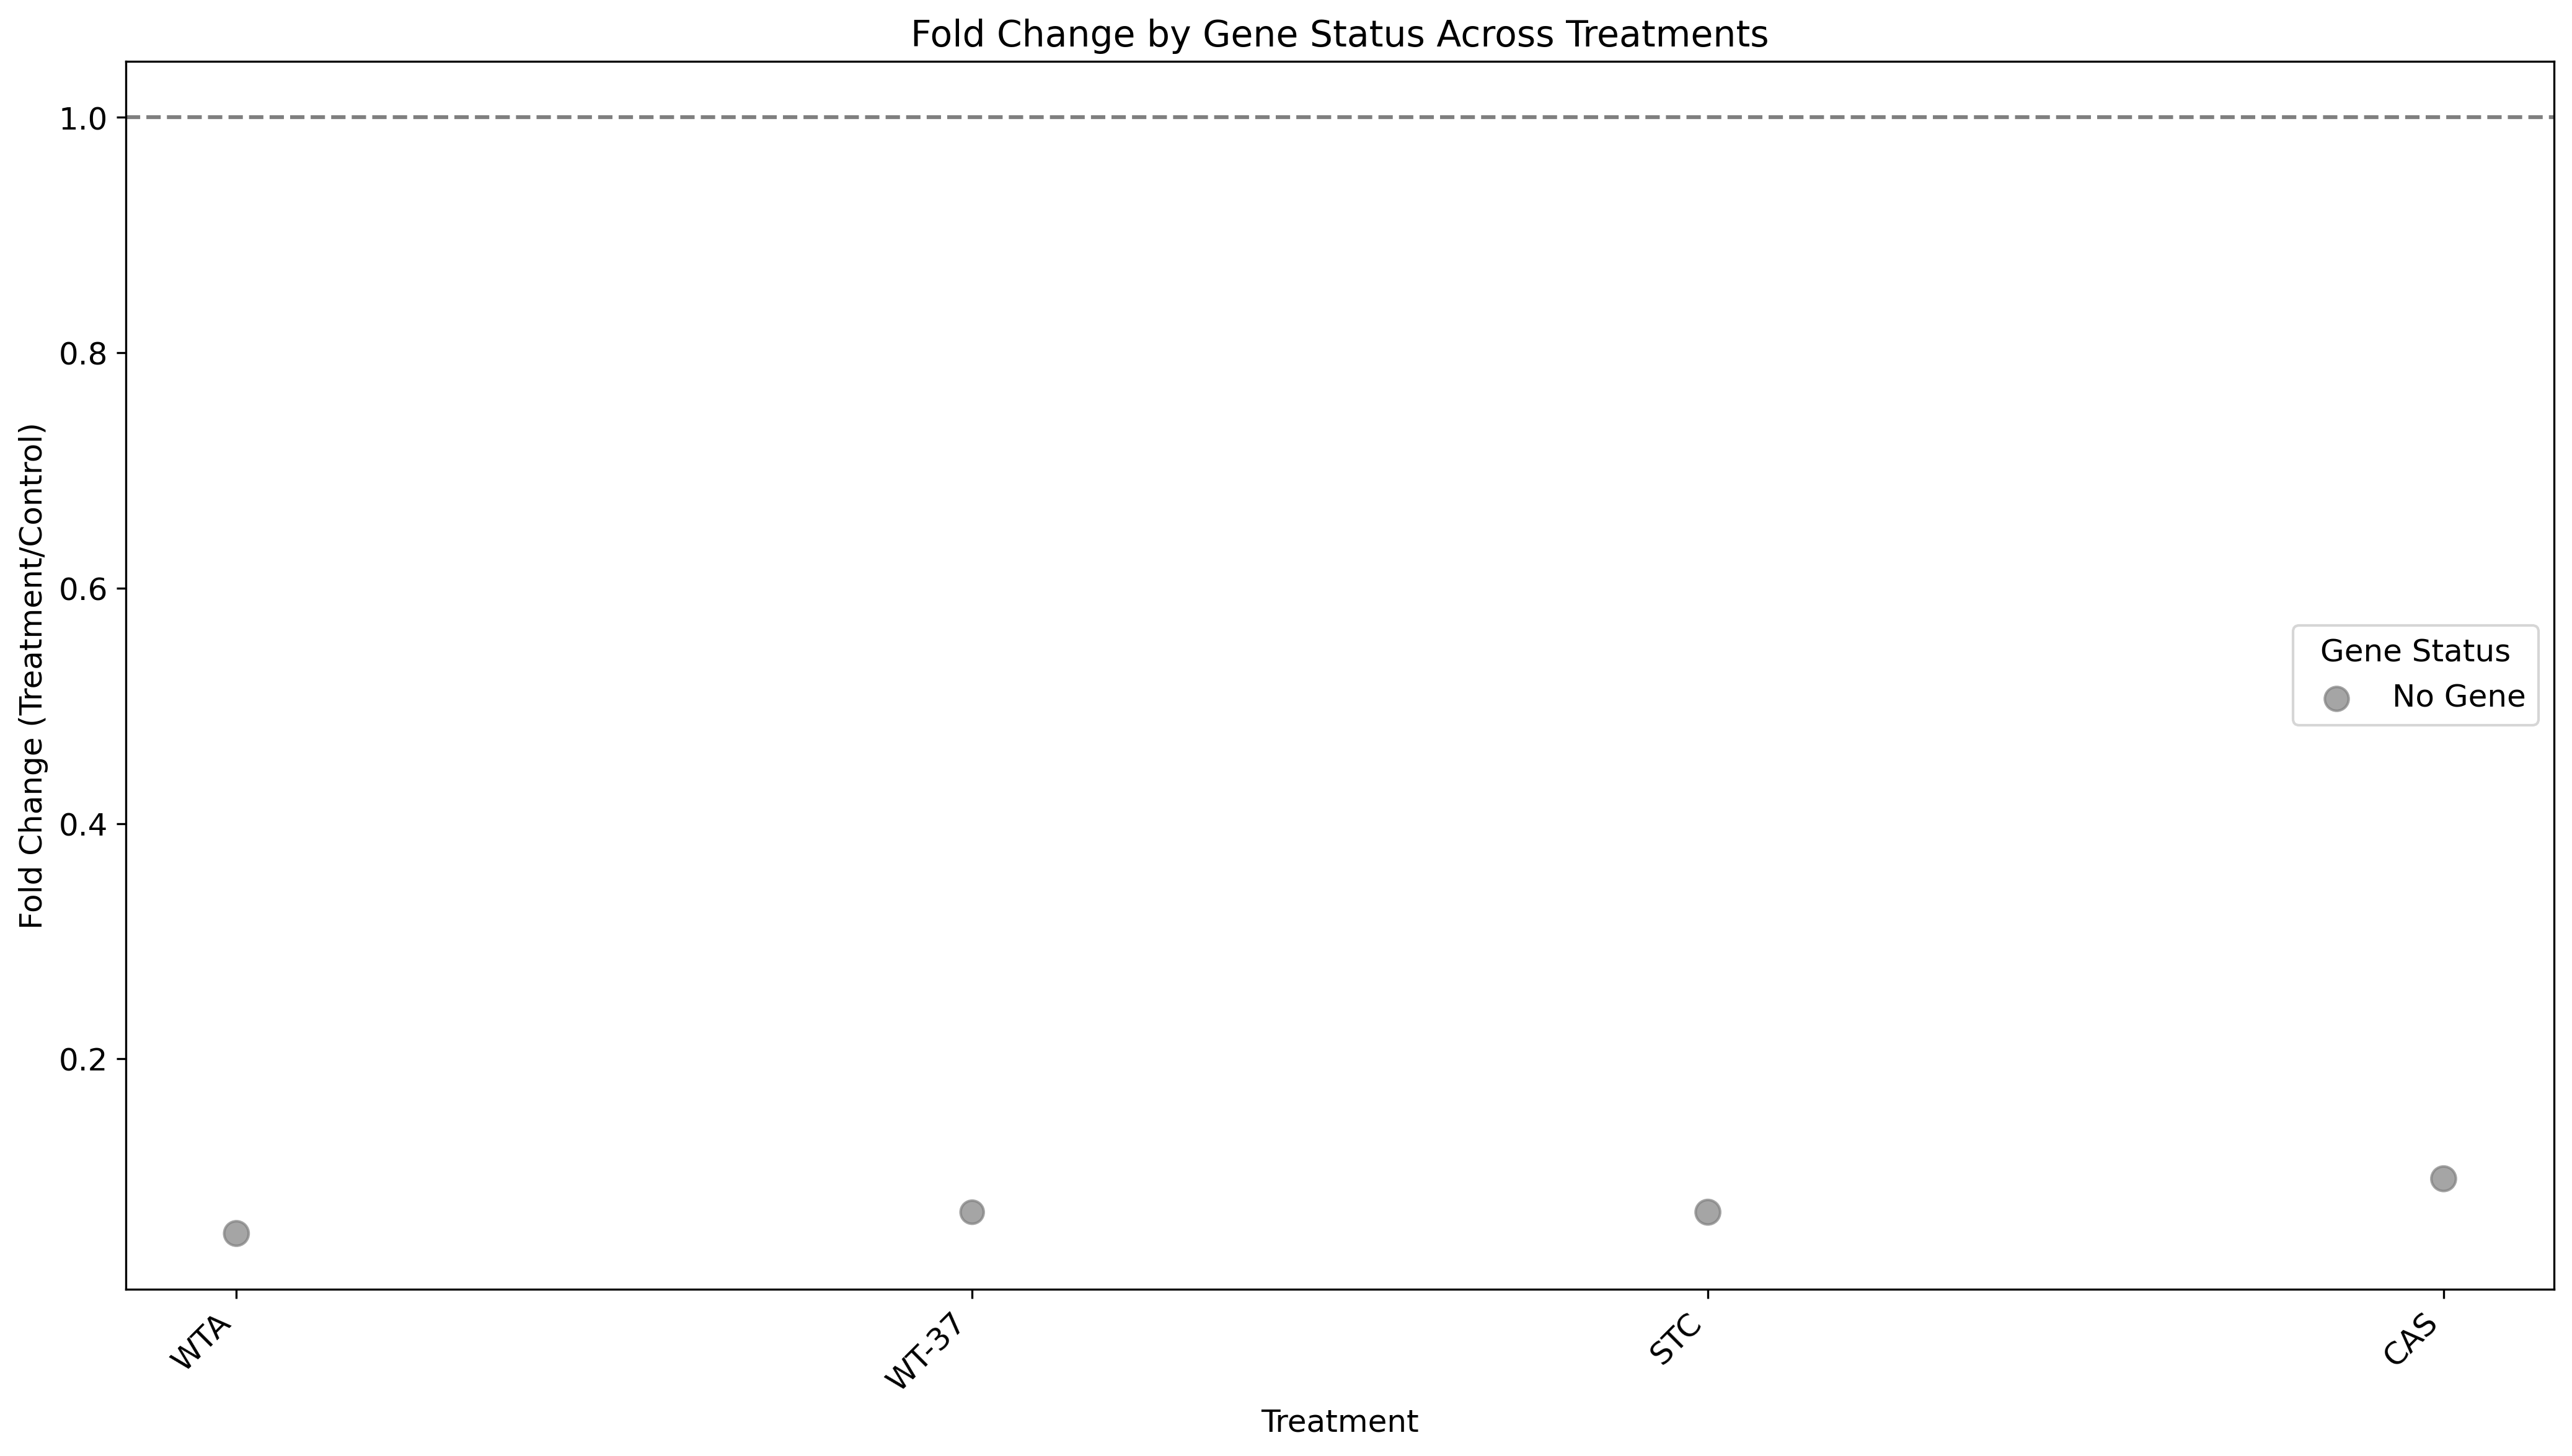 Fold Change by Gene Status Across Treatments
Fold Change (Treatment/Control)
1.0
0.8
0.6
0.4
0.2
Gene Status
No Gene
WTA
WT-37
STC
CAS
Treatment